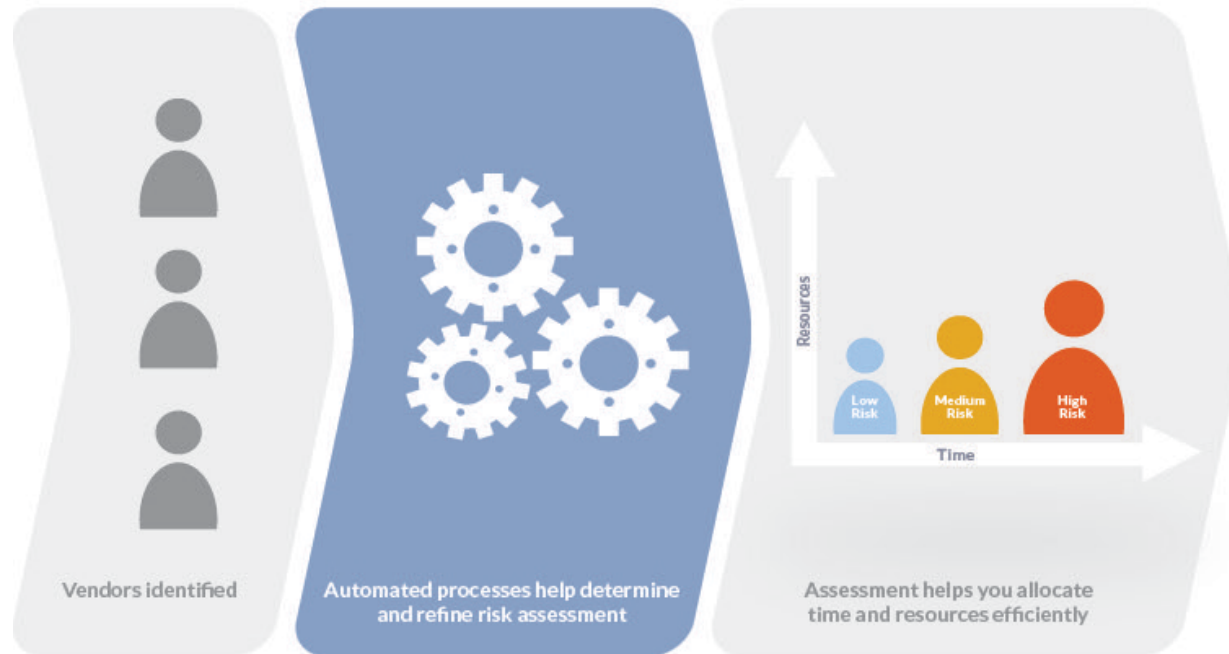 Vendors identified
Automated processes help determine
and refine risk assessment
Resources
Low
Risk
Medium
Risk
High
Risk
Time
Assessment helps you allocate
time and resources efficiently